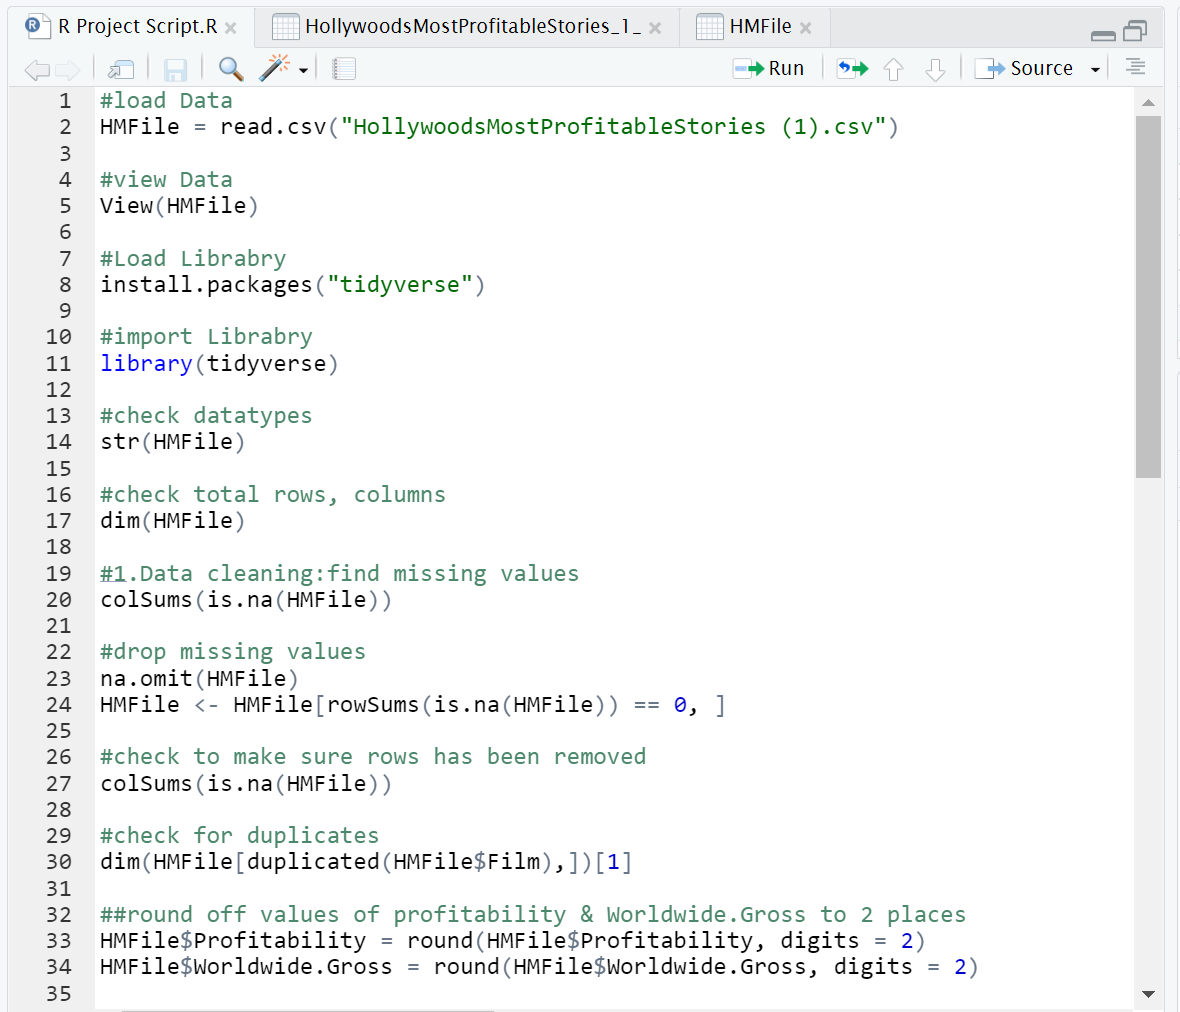 R Project Script.R
HollywoodsMostProfitableStories_1_
HMFile
Run
Source
1 #load Data
2 HMFile = read.csv("HollywoodsMostProfitableStories (1).csv")
3
4 #view Data
5 View(HMFile)
6
7 #Load Librabry
8 install.packages("tidyverse")
9
10 #import Librabry
11 library(tidyverse)
12
13 #check datatypes
14 str(HMFile)
15
16 #check total rows, columns
17 dim(HMFile)
18
19 #1.Data cleaning:find missing values
20 colSums(is.na(HMFile))
21
22 #drop missing values
23 na.omit(HMFile)
24 HMFile <- HMFile[rowSums(is.na(HMFile)) == 0, ]
25
26 #check to make sure rows has been removed
27 colSums(is.na(HMFile))
28
29 #check for duplicates
30 dim(HMFile[duplicated(HMFile$Film),])[1]
31
32 ##round off values of profitability & Worldwide.Gross to 2 places
33 HMFile$Profitability = round(HMFile$Profitability, digits = 2)
34 HMFile$Worldwide.Gross = round(HMFile$Worldwide.Gross, digits = 2)
35